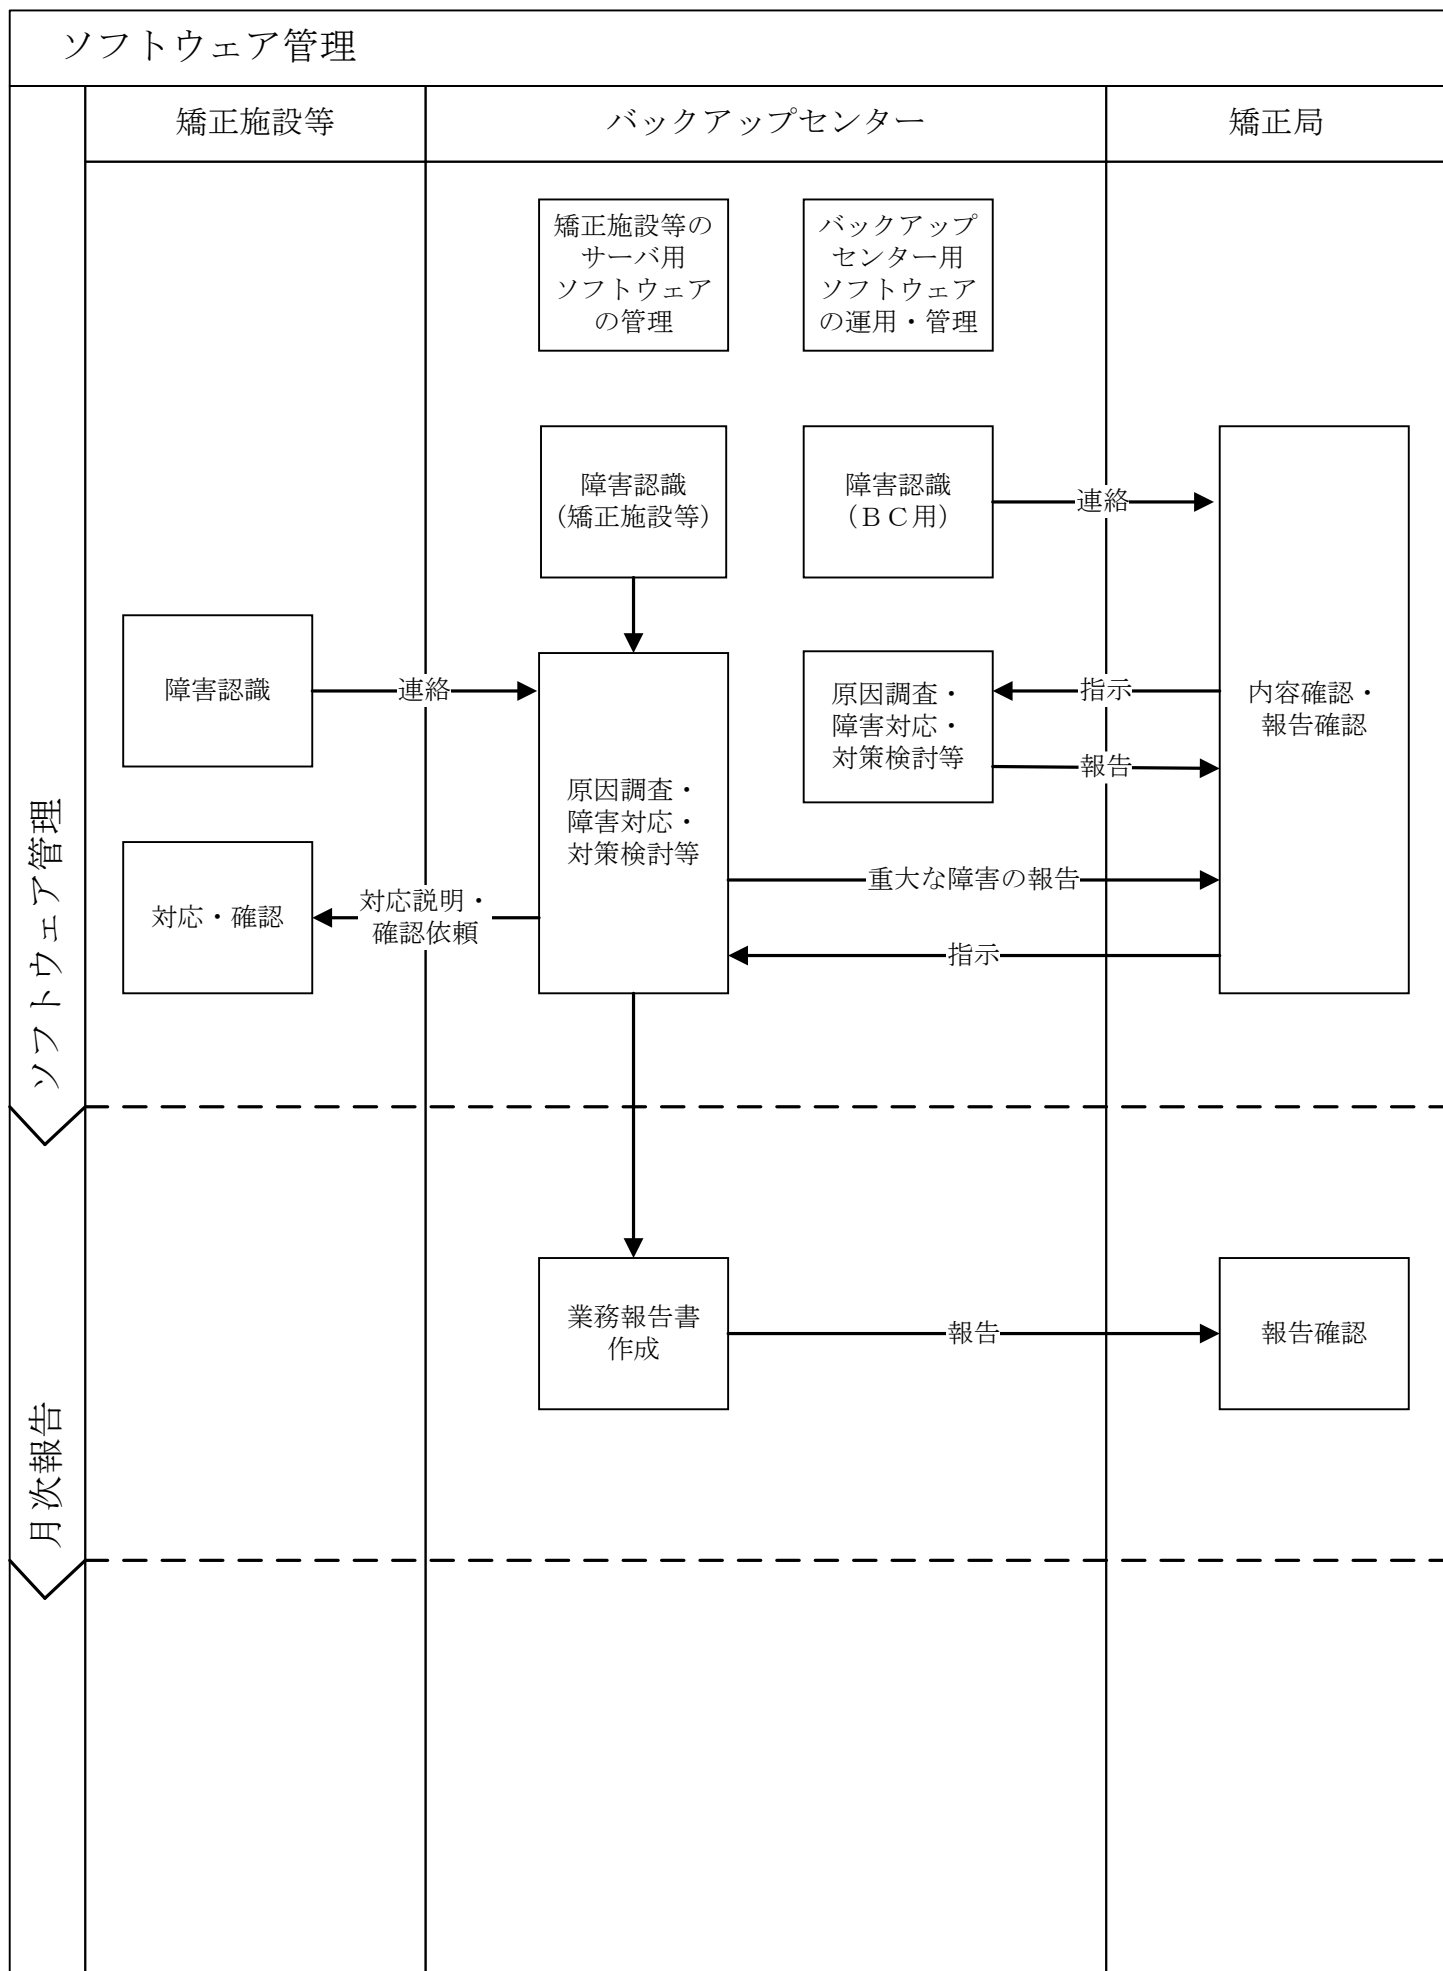 ソフトウェア管理
矯正施設等
バックアップセンター
矯正局
矯正施設等の
サーバ用
ソフトウェア
の管理
バックアップ
センター用
ソフトウェア
の運用・管理
障害認識
（矯正施設等）
障害認識
（ＢＣ用）
連絡
障害認識
連絡
原因調査・
障害対応・
対策検討等
原因調査・
障害対応・
対策検討等
指示
報告
内容確認・
報告確認
対応・確認
対応説明・
確認依頼
重大な障害の報告
指示
ソフトウェア管理
業務報告書
作成
報告
報告確認
月次報告